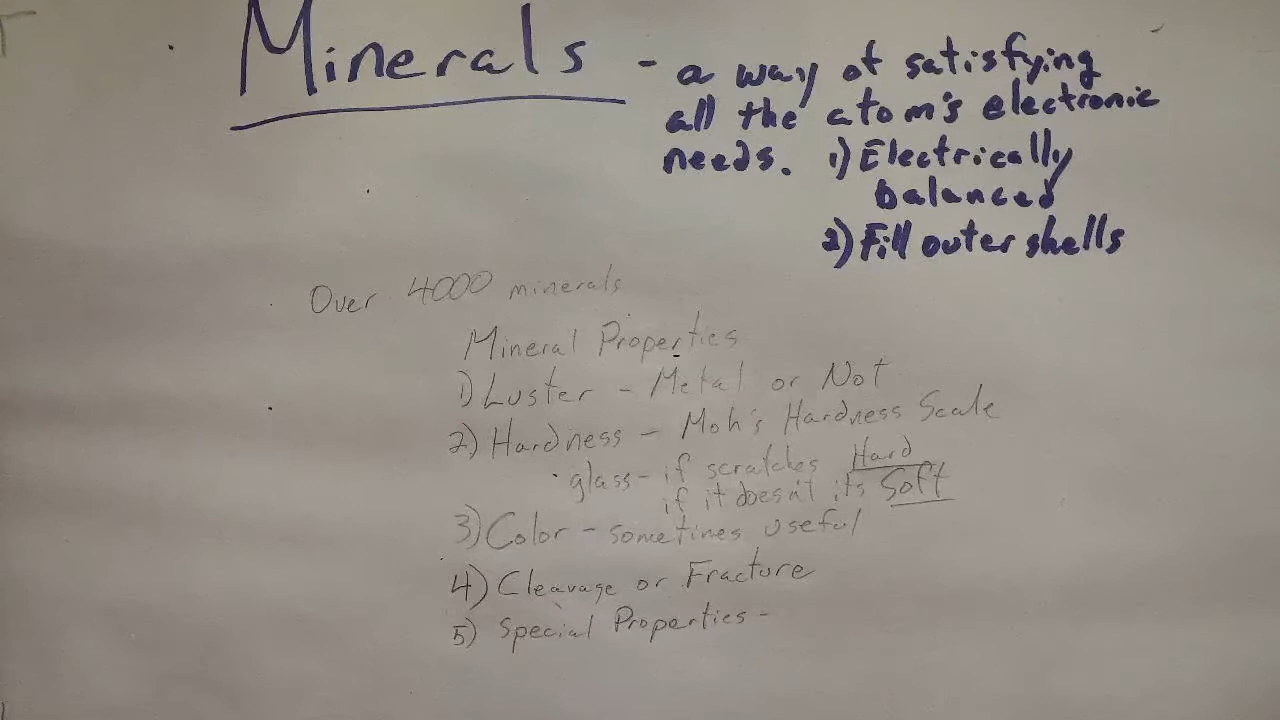 Minerals - a way of satisfying
all the atom's electronic
needs. 1) Electrically
balanced
2) Fill outer shells
Over 4000 minerals
Mineral Properties
1) Luster - Metal or Not
2) Hardness - Moh's Hardness Scale
· glass - if scratches Hard
if it doesn't its Soft
3) Color - sometimes useful
4) Cleavage or Fracture
5) Special Properties -